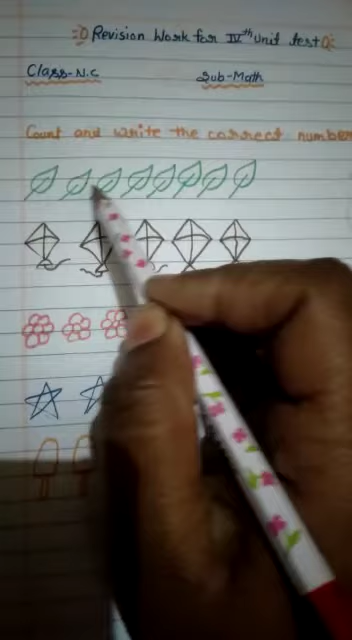 Revision Work for IVth Unit test
Class-N.C
Sub-Math
Count and write the correct number